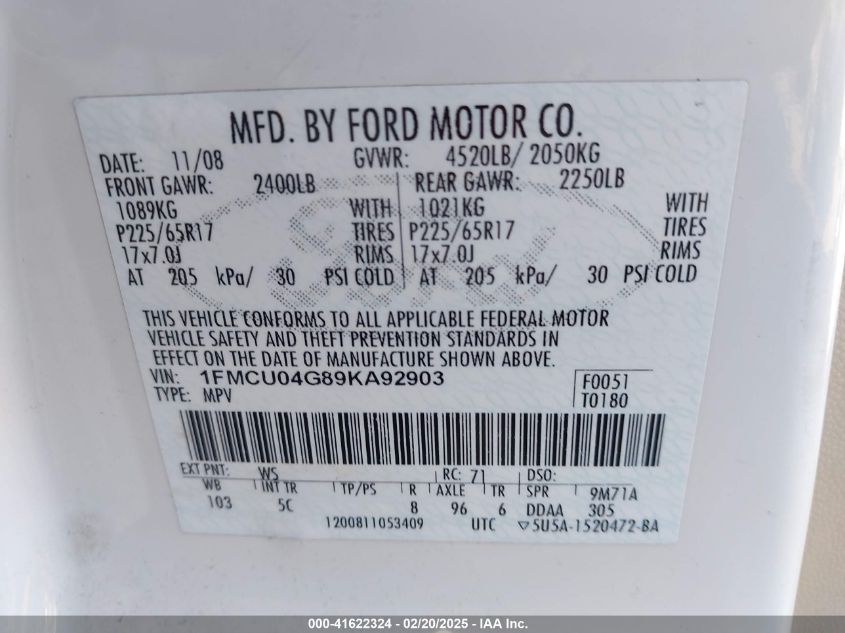 MFD. BY FORD MOTOR CO.
DATE: 11/08 GVWR: 4520LB/ 2050KG
FRONT GAWR: 2400LB REAR GAWR: 2250LB
1089KG WITH 1021KG WITH
P225/65R17 TIRES P225/65R17 TIRES
17x7.0J RIMS 17x7.0J RIMS
AT 205 kPa/ 30 PSI COLD AT 205 kPa/ 30 PSI COLD
THIS VEHICLE CONFORMS TO ALL APPLICABLE FEDERAL MOTOR
VEHICLE SAFETY AND THEFT PREVENTION STANDARDS IN
EFFECT ON THE DATE OF MANUFACTURE SHOWN ABOVE.
VIN: 1FMCU04G89KA92903 F0051
TYPE: MPV T0180
EXT PNT: WS RC: 71 DSO:
WB INT TR TP/PS R AXLE TR SPR 9M71A
103 5C 8 96 6 DDAA 305
1200811053409 UTC ▽5U5A-1520472-BA
000-41622324 - 02/20/2025 - IAA Inc.